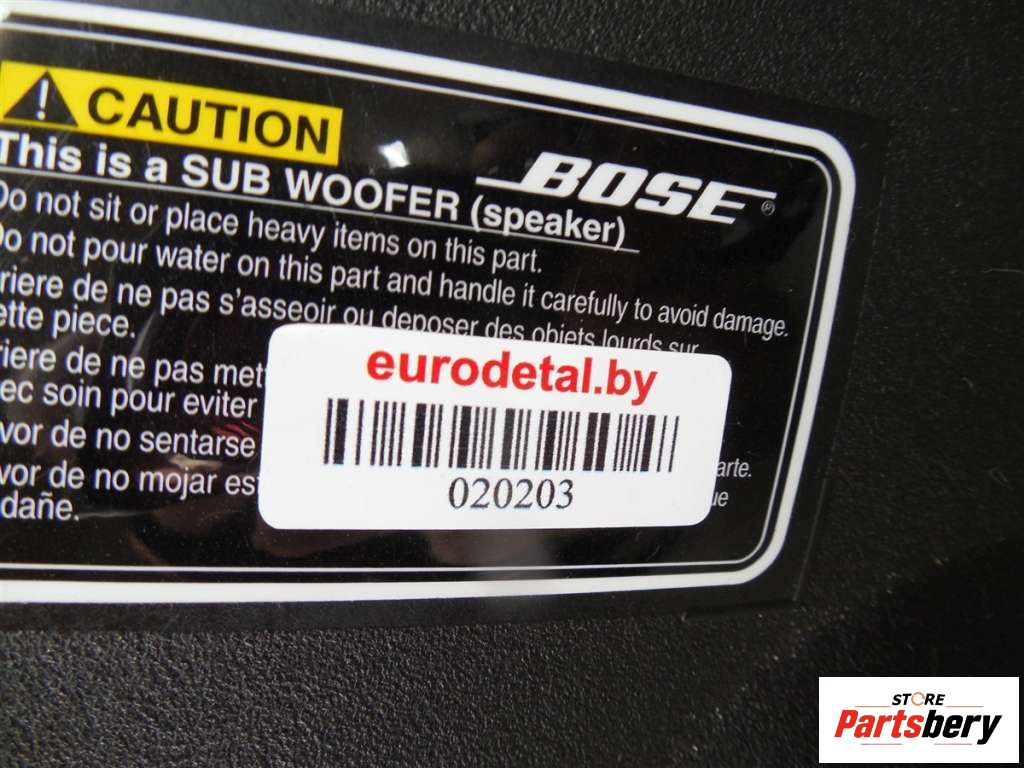 CAUTION
This is a SUB WOOFER (speaker)
BOSE
Do not sit or place heavy items on this part.
Do not pour water on this part and handle it carefully to avoid damage.
riere de ne pas s'asseoir ou deposer des objets lourds sur
ette piece.
riere de ne pas met
ec soin pour eviter
vor de no sentarse
arte.
vor de no mojar es
ue
dañe.
eurodetal.by
020203
STORE
Partsbery